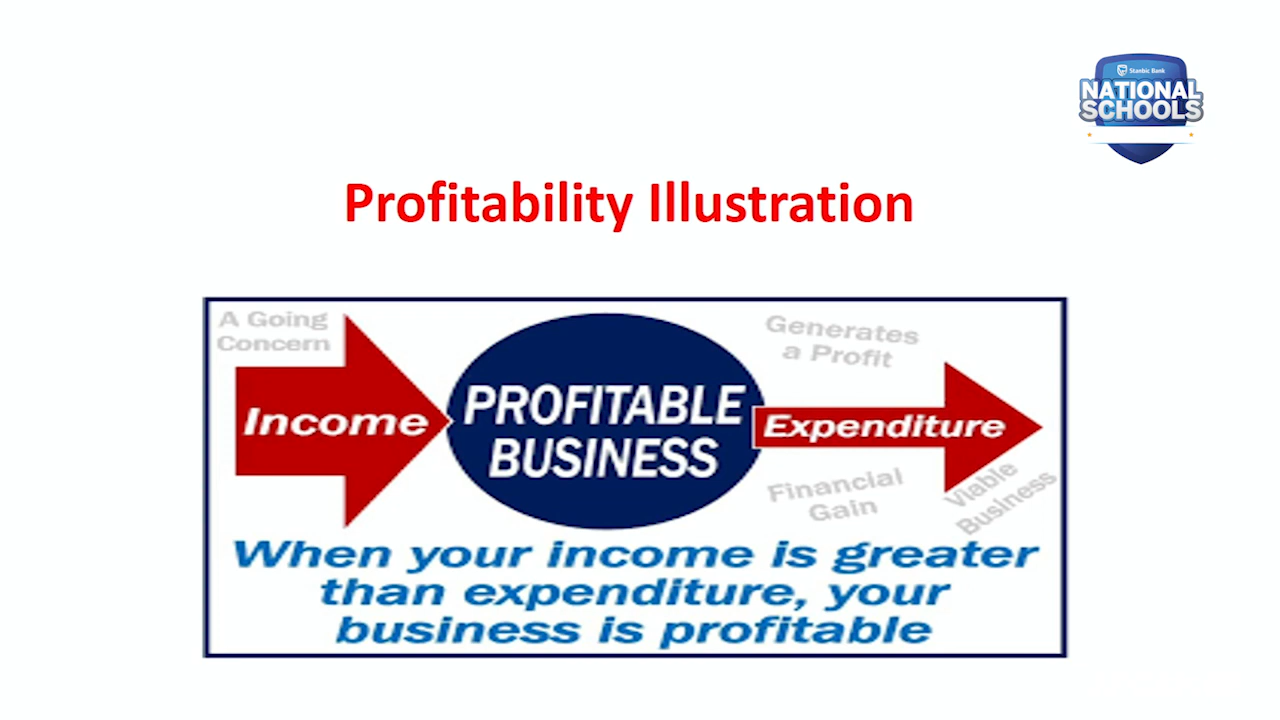 Stanbic Bank
NATIONAL
SCHOOLS
Profitability Illustration
A Going
Concern
Generates
a Profit
Income
PROFITABLE
BUSINESS
Expenditure
Financial
Gain
Viable
Business
When your income is greater
than expenditure, your
business is profitable